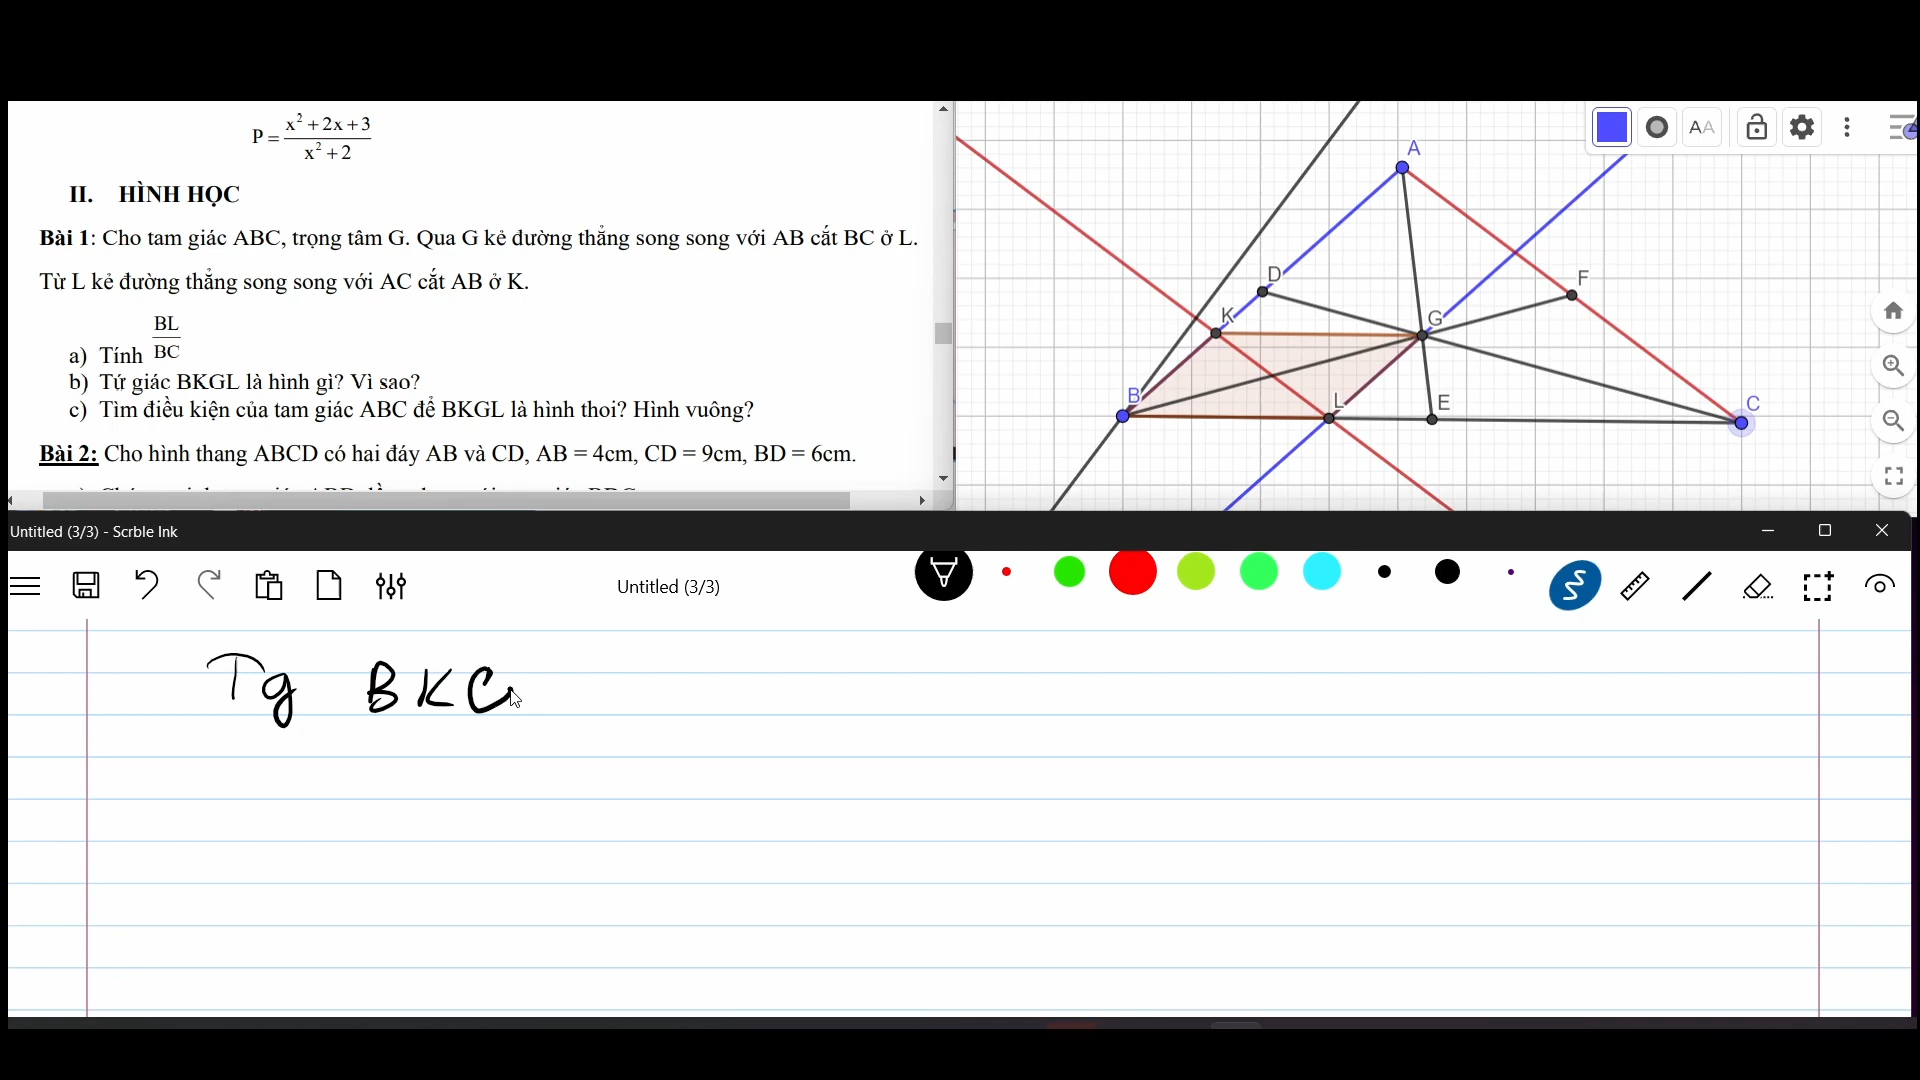 P = x² + 2x + 3 / x² + 2
II. HÌNH HỌC
Bài 1: Cho tam giác ABC, trọng tâm G. Qua G kẻ đường thẳng song song với AB cắt BC ở L.
Từ L kẻ đường thẳng song song với AC cắt AB ở K.
a) Tính BL/BC
b) Tứ giác BKGL là hình gì? Vì sao?
c) Tìm điều kiện của tam giác ABC để BKGL là hình thoi? Hình vuông?
Bài 2: Cho hình thang ABCD có hai đáy AB và CD, AB = 4cm, CD = 9cm, BD = 6cm.
AA
A
D
F
K
G
B
L
E
C
Untitled (3/3) - Scrble Ink
Untitled (3/3)
Tg BKC